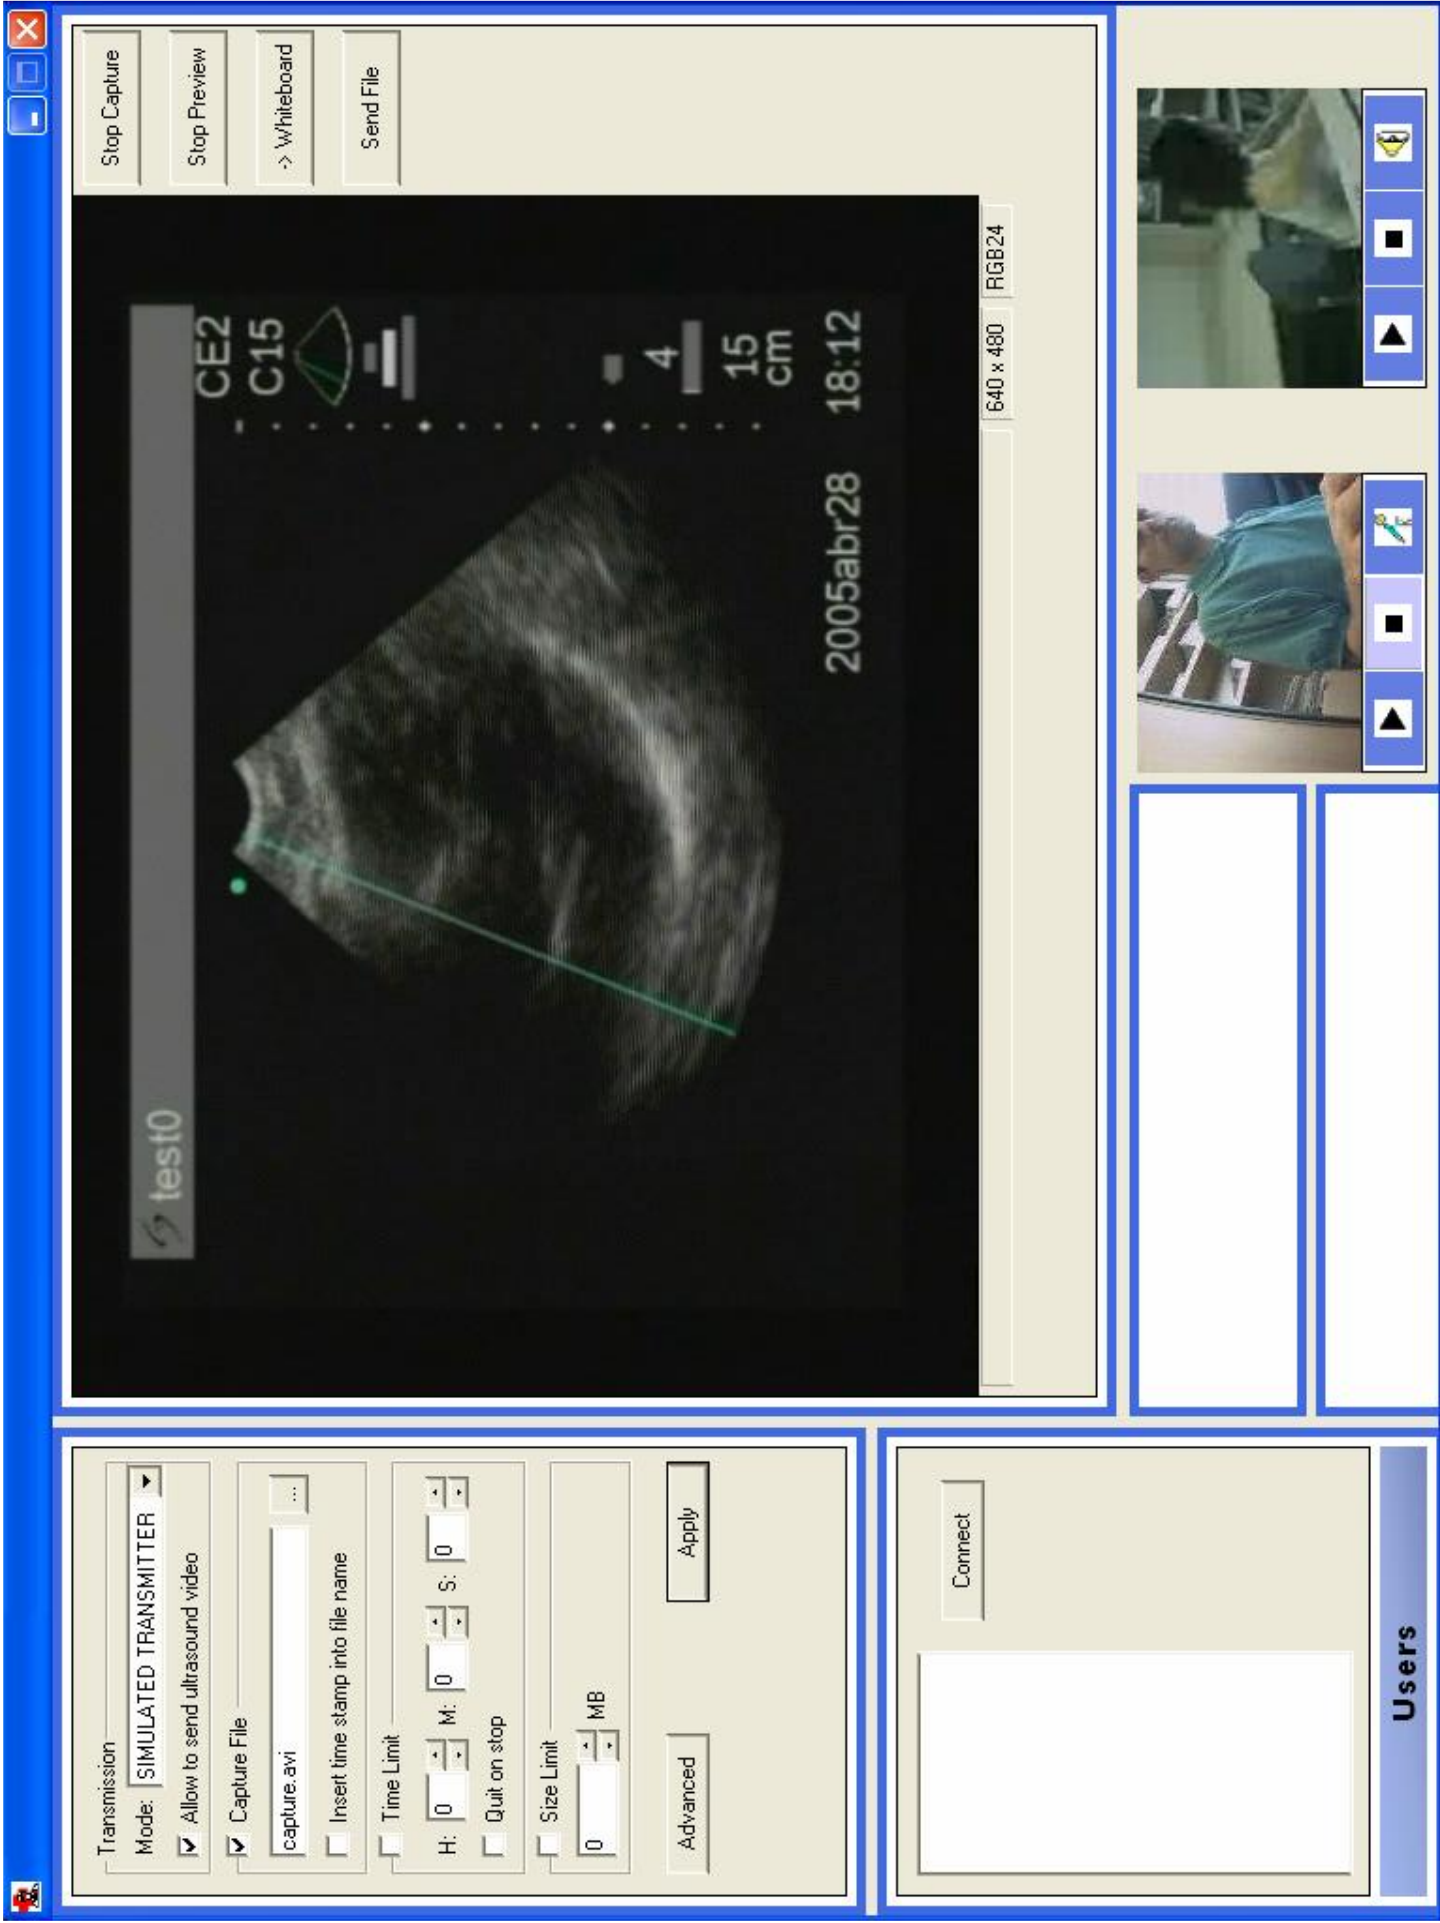 Transmission
Mode: SIMULATED TRANSMITTER
Allow to send ultrasound video
Capture File
capture.avi ...
Insert time stamp into file name
Time Limit
H: 0 M: 0 S: 0
Quit on stop
Size Limit
0 MB
Advanced Apply
Connect
Users
test0
CE2
C15
4
15
cm
2005abr28 18:12
640 x 480 RGB24
Stop Capture
Stop Preview
-> Whiteboard
Send File